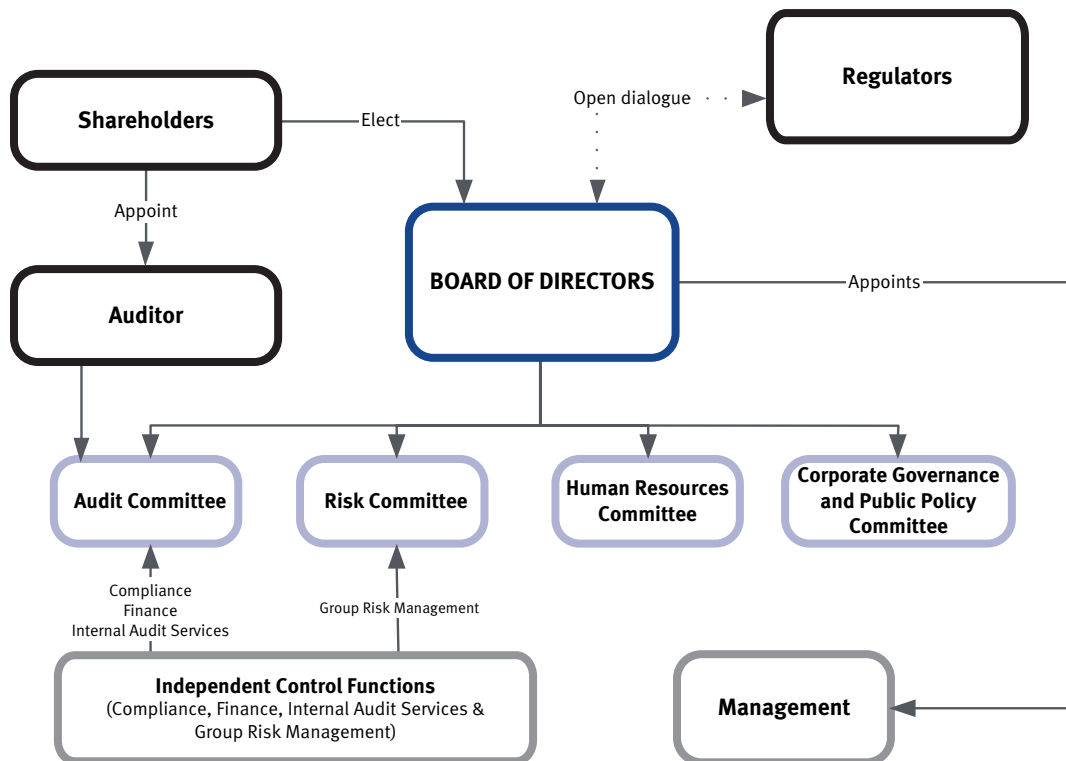 Regulators
Open dialogue
Shareholders
Elect
Appoint
BOARD OF DIRECTORS
Appoints
Auditor
Audit Committee
Risk Committee
Human Resources
Committee
Corporate Governance
and Public Policy
Committee
Compliance
Finance
Internal Audit Services
Group Risk Management
Independent Control Functions
(Compliance, Finance, Internal Audit Services &
Group Risk Management)
Management